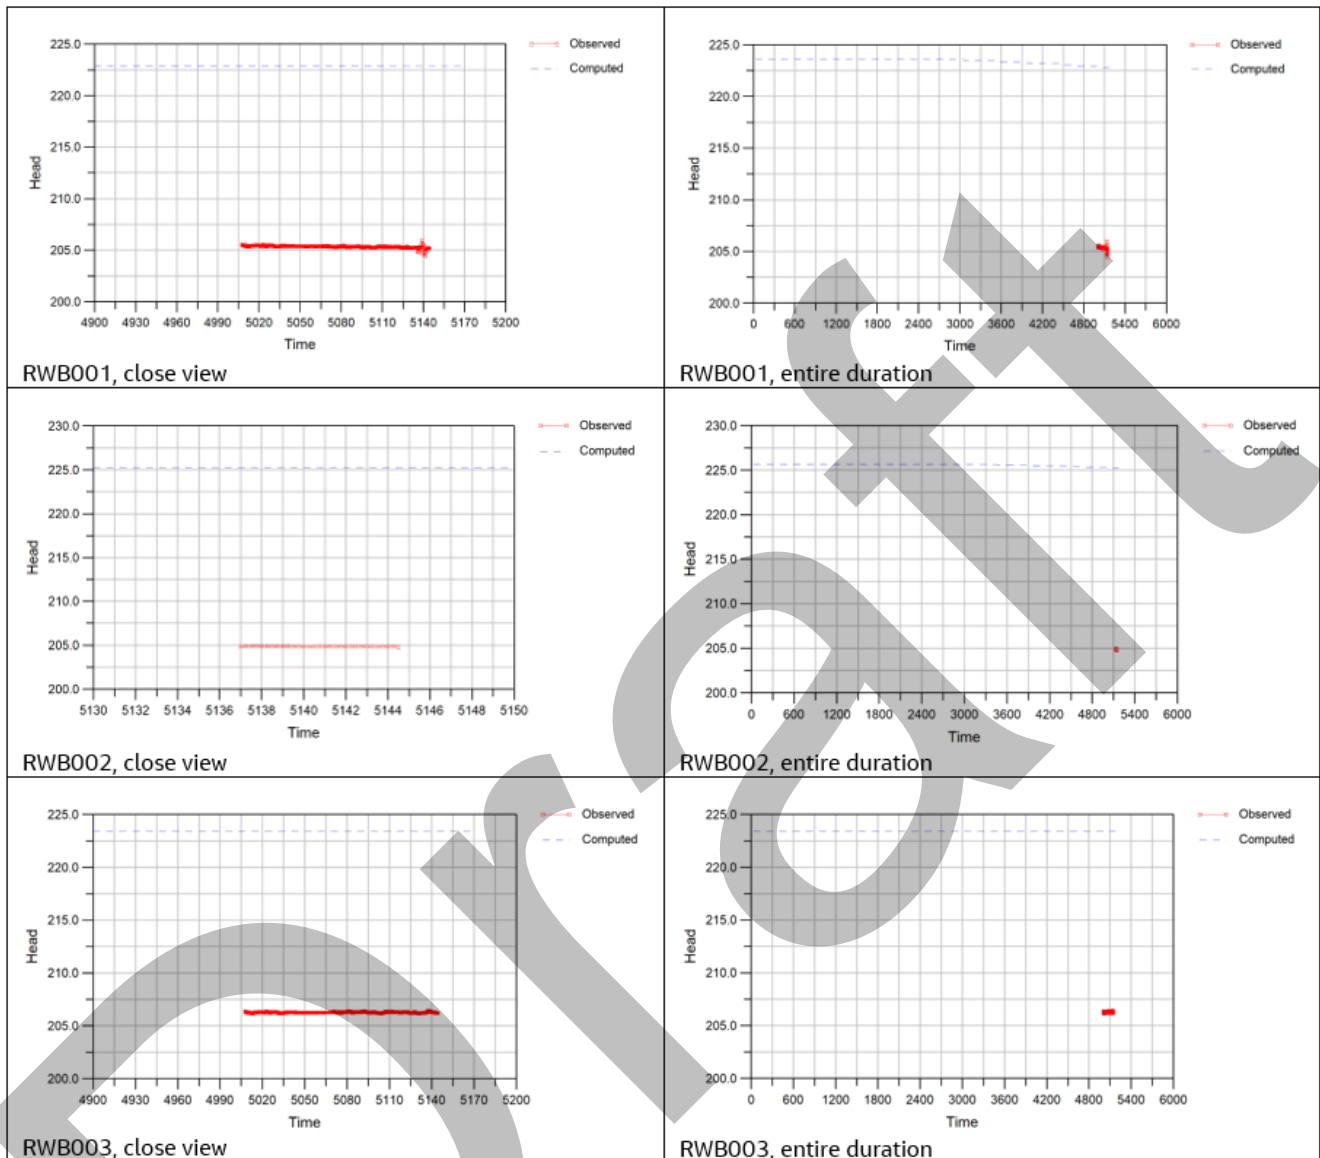 225.0
220.0
215.0
210.0
205.0
200.0
Head
4900 4930 4960 4990 5020 5050 5080 5110 5140 5170 5200
Time
Observed
Computed
RWB001, close view
225.0
220.0
215.0
210.0
205.0
200.0
Head
0 600 1200 1800 2400 3000 3600 4200 4800 5400 6000
Time
Observed
Computed
RWB001, entire duration
230.0
225.0
220.0
215.0
210.0
205.0
200.0
Head
5130 5132 5134 5136 5138 5140 5142 5144 5146 5148 5150
Time
Observed
Computed
RWB002, close view
230.0
225.0
220.0
215.0
210.0
205.0
200.0
Head
0 600 1200 1800 2400 3000 3600 4200 4800 5400 6000
Time
Observed
Computed
RWB002, entire duration
225.0
220.0
215.0
210.0
205.0
200.0
Head
4900 4930 4960 4990 5020 5050 5080 5110 5140 5170 5200
Time
Observed
Computed
RWB003, close view
225.0
220.0
215.0
210.0
205.0
200.0
Head
0 600 1200 1800 2400 3000 3600 4200 4800 5400 6000
Time
Observed
Computed
RWB003, entire duration
Draft